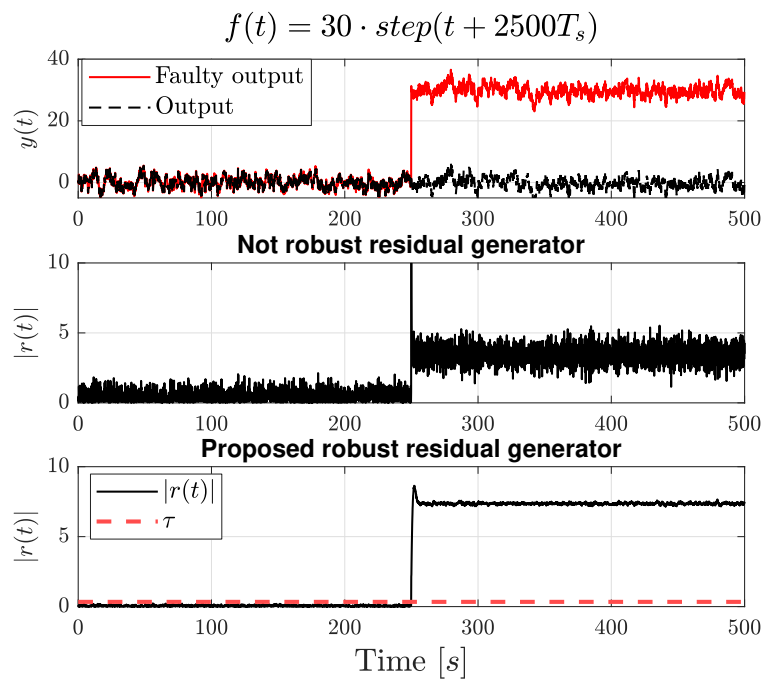 f(t) = 30 · step(t + 2500T_s)
40
20
0
y(t)
Faulty output
Output
0 100 200 300 400 500
Not robust residual generator
10
5
0
|r(t)|
0 100 200 300 400 500
Proposed robust residual generator
10
5
0
|r(t)|
|r(t)|
τ
0 100 200 300 400 500
Time [s]